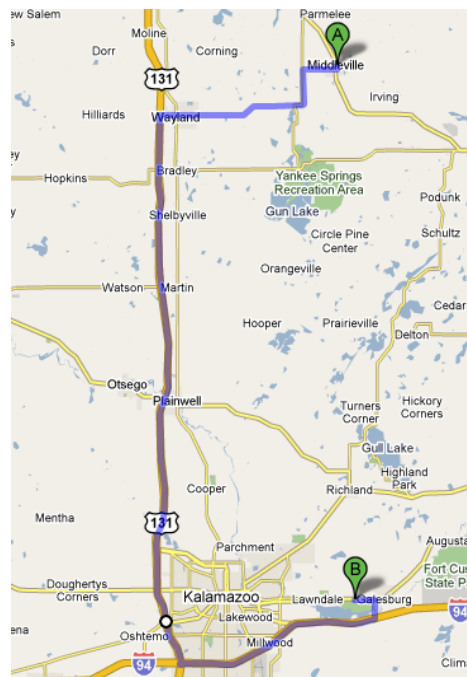 Parmelee
ew Salem
Moline
Dorr
Corning
A
131
Middleville
Irving
Hilliards
Wayland
ey
Bradley
Hopkins
Yankee Springs
Recreation Area
Shelbyville
Gun Lake
Podunk
Circle Pine
Center
Schultz
Orangeville
Watson
Martin
Cedar
Hooper
Prairieville
Delton
Otsego
Plainwell
Turners
Corner
Hickory
Corners
Gull Lake
Highland
Park
Cooper
Richland
131
Mentha
Parchment
Augusta
B
Fort Cus
State P
Doughertys
Corners
Kalamazoo
Lawndale
Galesburg
ena
Oshtemo
Lakewood
94
Millwood
94
Clim